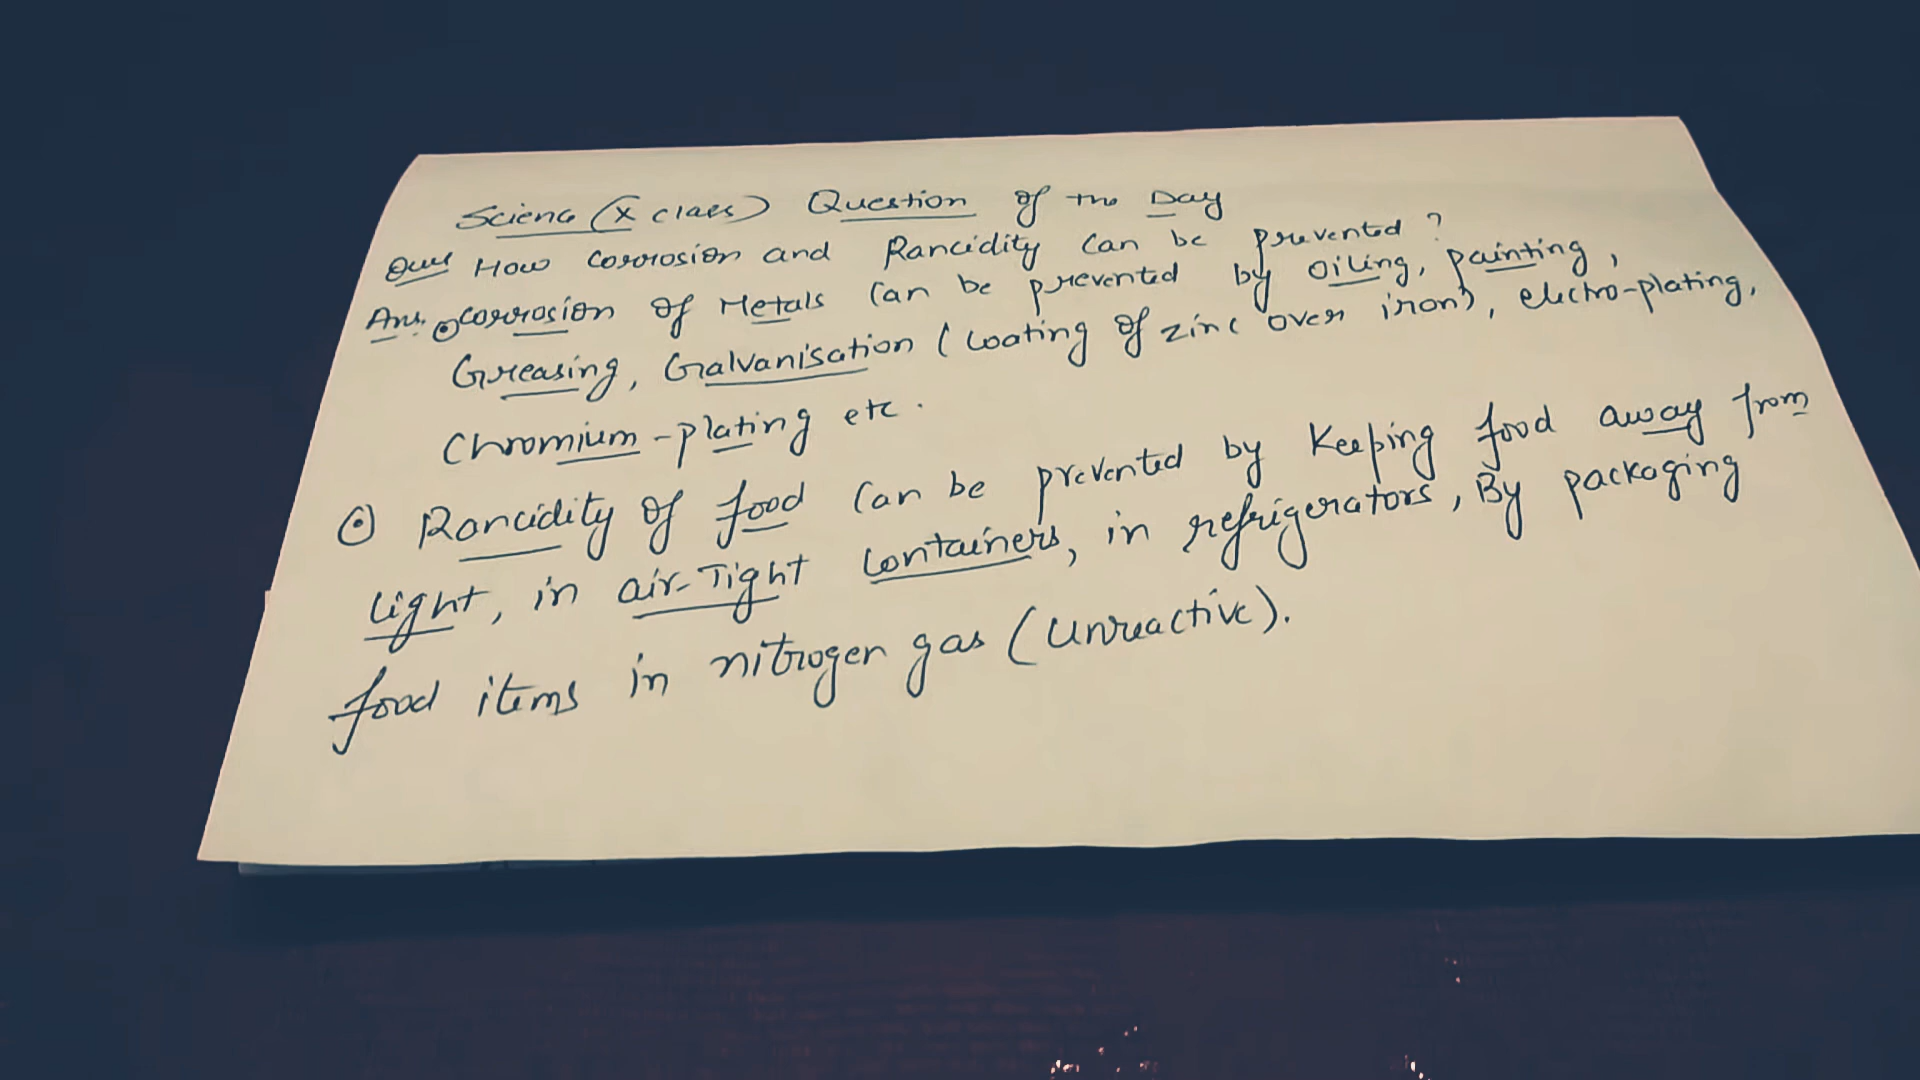 Science (X class) Question of the Day
Ques How corrosion and Rancidity can be prevented?
Ans. ⊙ corrosion of Metals can be prevented by oiling, painting,
Greasing, Galvanisation (coating of zinc over iron), electro-plating,
Chromium-plating etc.
⊙ Rancidity of food can be prevented by Keeping food away from
light, in air-Tight containers, in refrigerators, By packaging
food items in nitrogen gas (unreactive).